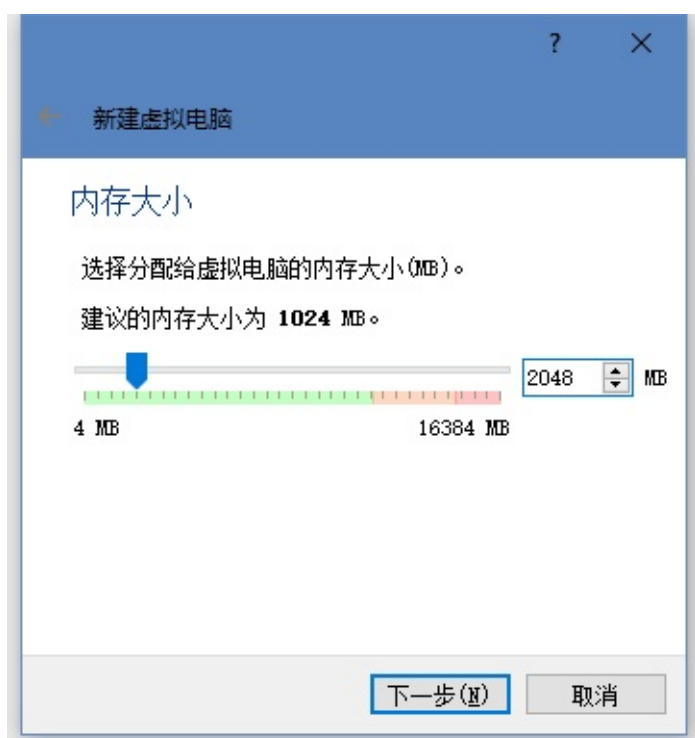 ?
新建虚拟电脑
内存大小
选择分配给虚拟电脑的内存大小(MB)。
建议的内存大小为 1024 MB。
2048 MB
4 MB 16384 MB
下一步(N) 取消